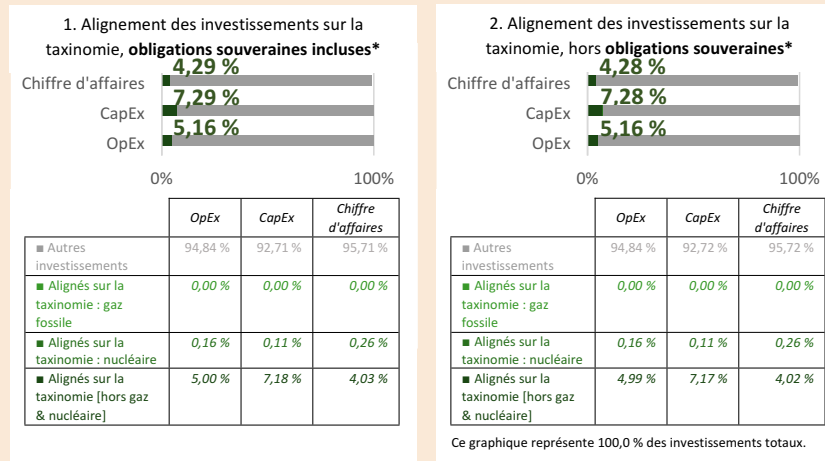 1. Alignement des investissements sur la
taxinomie, obligations souveraines incluses*
4,29 %
Chiffre d'affaires
7,29 %
CapEx
5,16 %
OpEx
0%
100%
OpEx
CapEx
Chiffre
d'affaires
■ Autres
investissements
94,84 %
92,71 %
95,71 %
■ Alignés sur la
taxinomie : gaz
fossile
0,00 %
0,00 %
0,00 %
■ Alignés sur la
taxinomie : nucléaire
0,16 %
0,11 %
0,26 %
■ Alignés sur la
taxinomie [hors gaz
& nucléaire]
5,00 %
7,18 %
4,03 %
2. Alignement des investissements sur la
taxinomie, hors obligations souveraines*
4,28 %
Chiffre d'affaires
7,28 %
CapEx
5,16 %
OpEx
0%
100%
OpEx
CapEx
Chiffre
d'affaires
■ Autres
investissements
94,84 %
92,72 %
95,72 %
■ Alignés sur la
taxinomie : gaz
fossile
0,00 %
0,00 %
0,00 %
■ Alignés sur la
taxinomie : nucléaire
0,16 %
0,11 %
0,26 %
■ Alignés sur la
taxinomie [hors gaz
& nucléaire]
4,99 %
7,17 %
4,02 %
Ce graphique représente 100,0 % des investissements totaux.